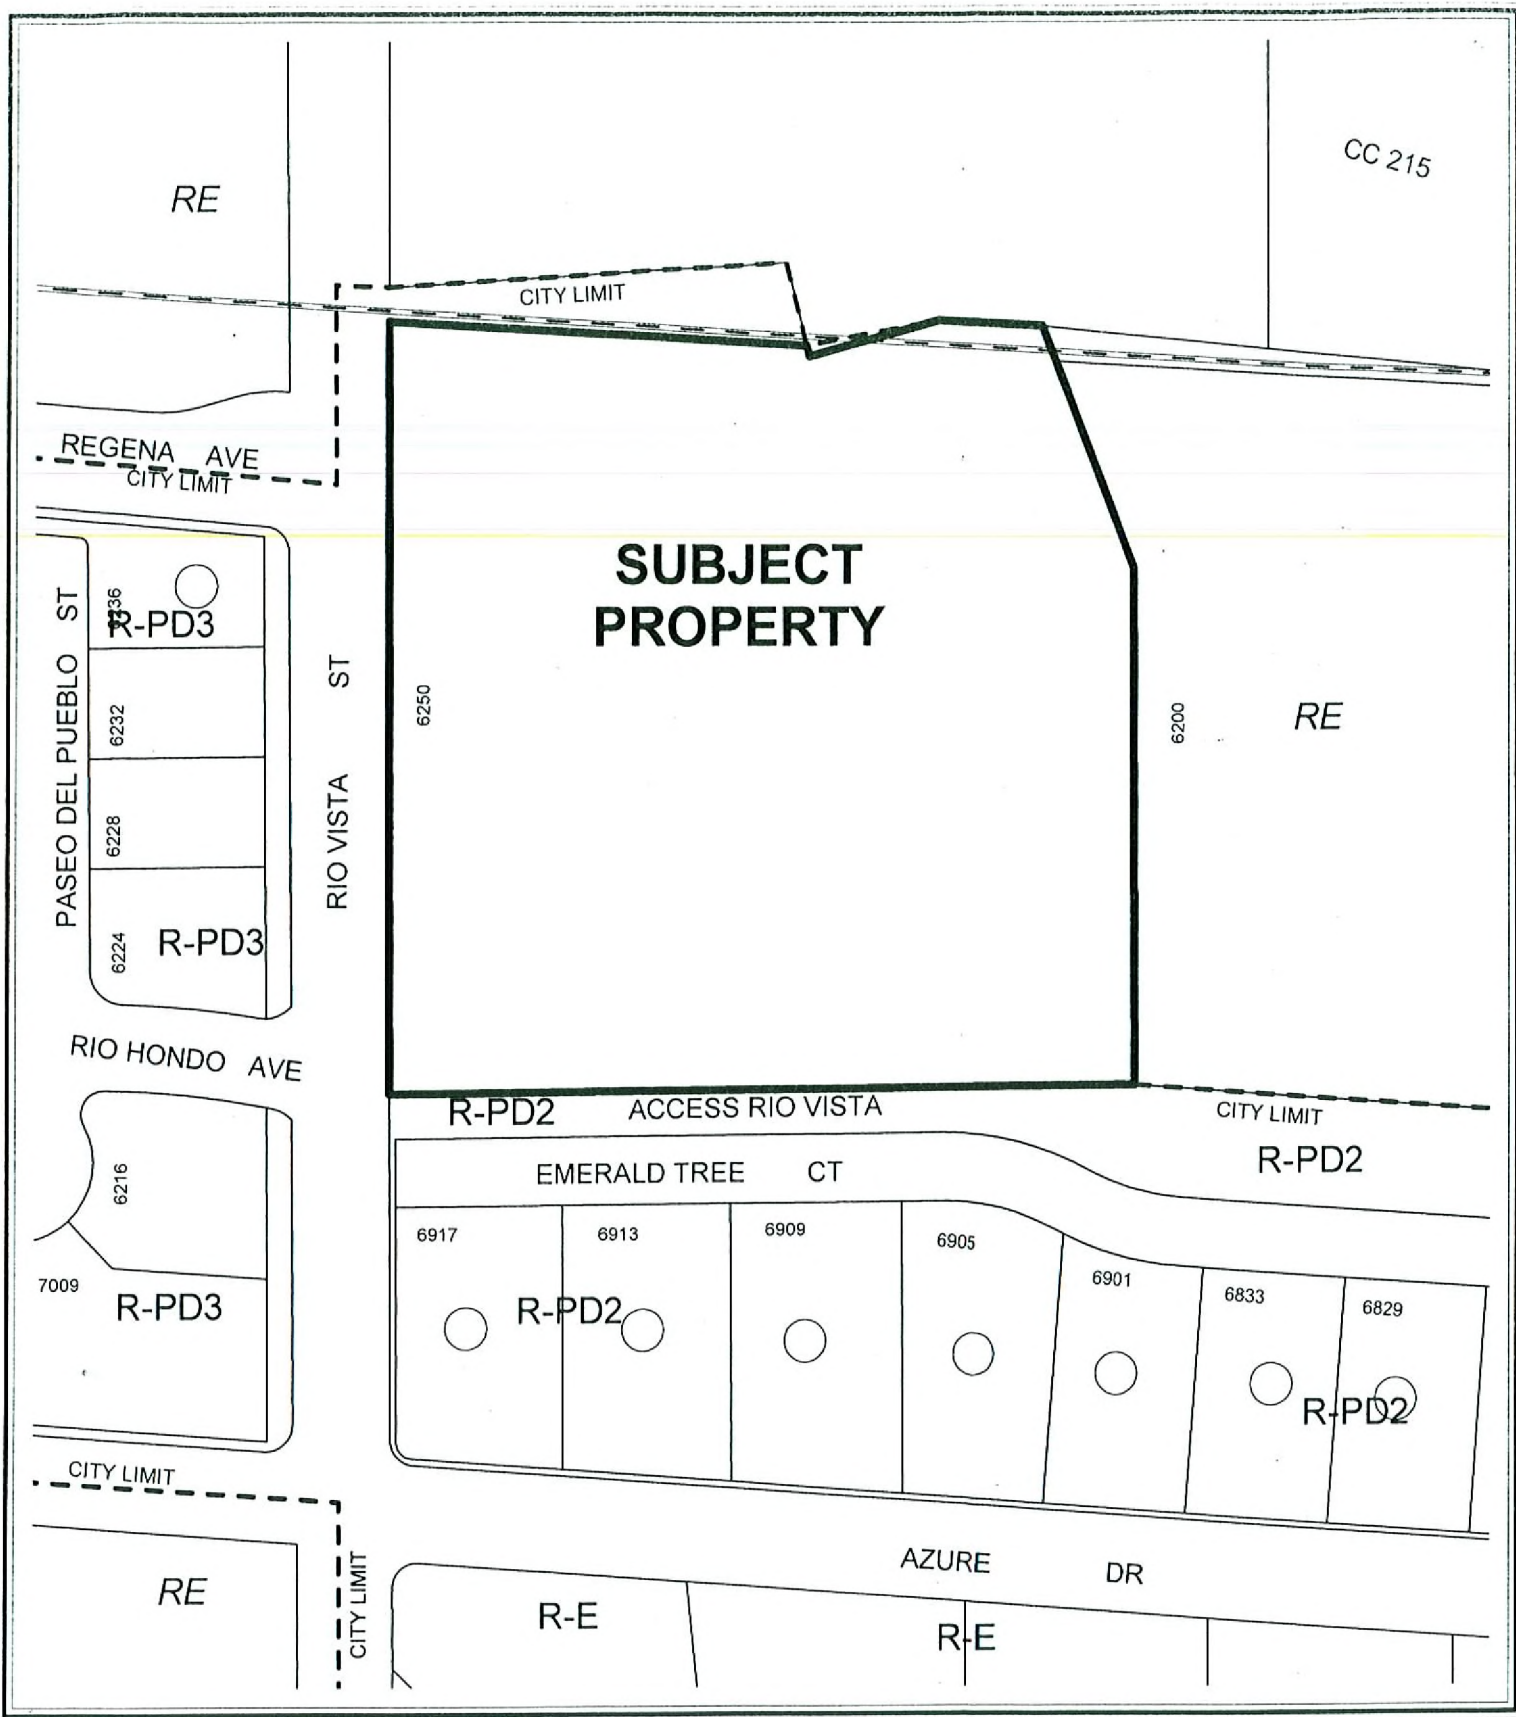 CC 215
RE
CITY LIMIT
REGENA AVE
CITY LIMIT
SUBJECT
PROPERTY
PASEO DEL PUEBLO ST
R-PD3
6232
6228
6224
R-PD3
RIO VISTA ST
6250
6200
RE
RIO HONDO AVE
R-PD2
ACCESS RIO VISTA
CITY LIMIT
R-PD2
6216
EMERALD TREE CT
7009
R-PD3
6917
6913
6909
6905
6901
6833
6829
R-PD2
R-PD2
CITY LIMIT
CITY LIMIT
AZURE DR
RE
R-E
R-E